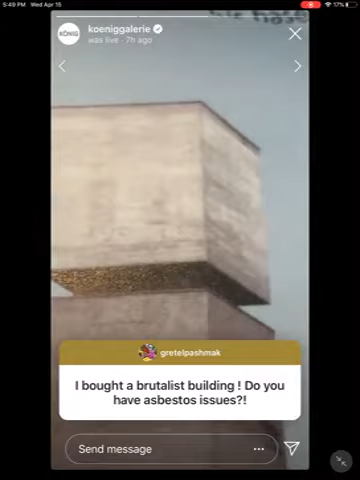 5:49 PM Wed Apr 15
17%
koeniggalerie
KÖNIG
was live · 7h ago
gretelpashmak
I bought a brutalist building ! Do you
have asbestos issues?!
Send message